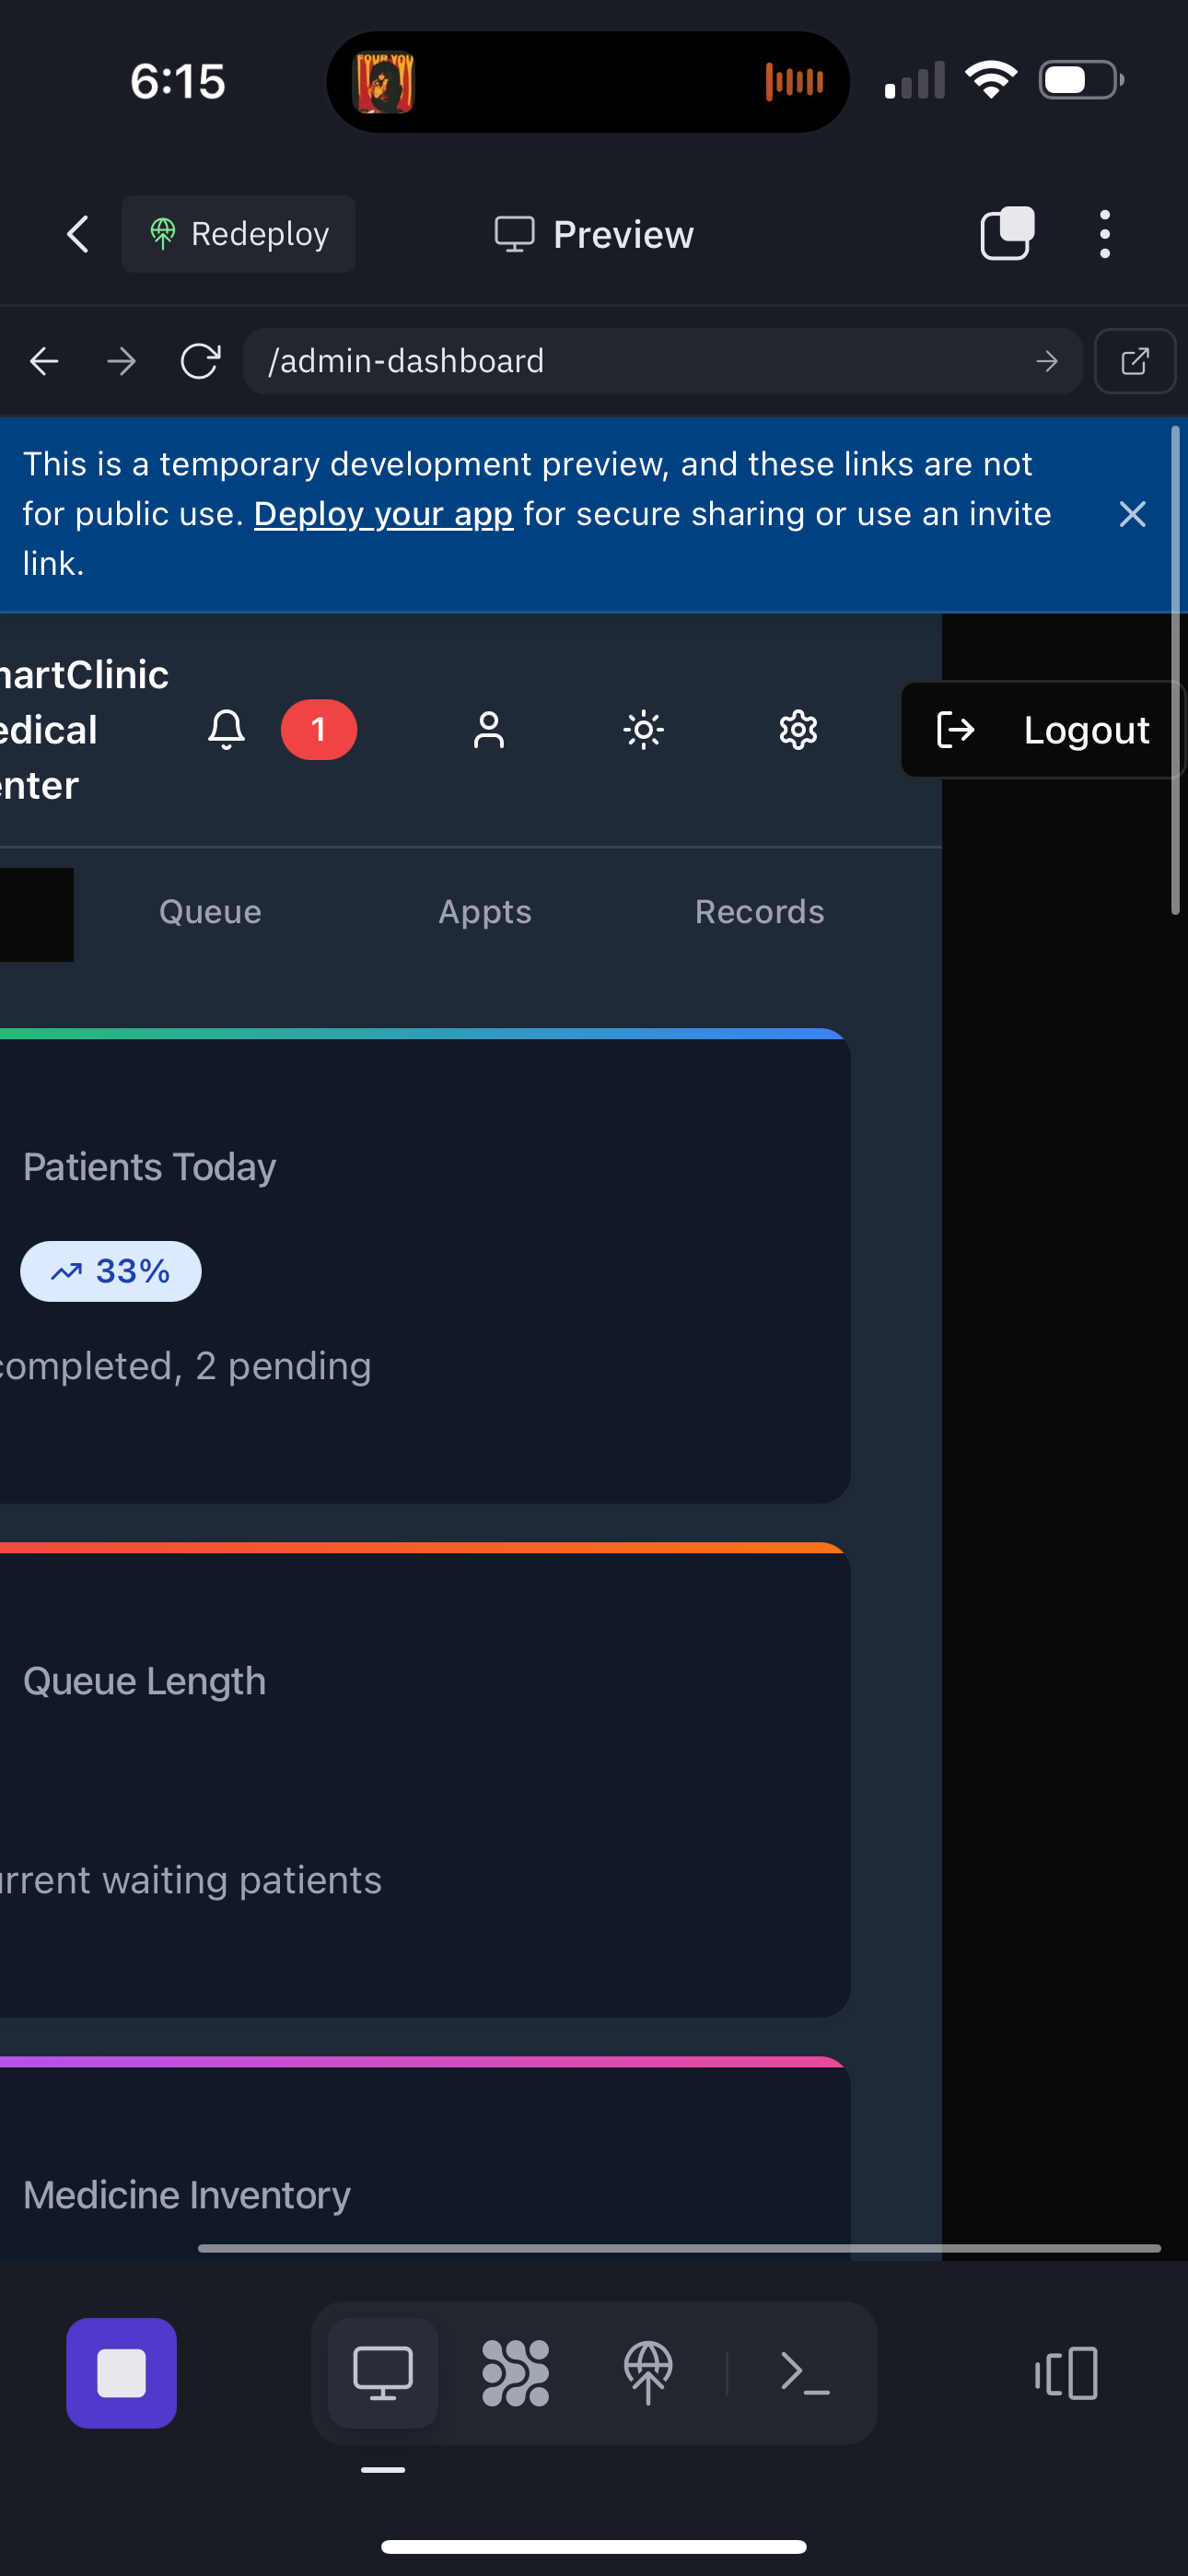 6:15
Redeploy
Preview
/admin-dashboard
This is a temporary development preview, and these links are not
for public use. Deploy your app for secure sharing or use an invite
link.
nartClinic
edical
enter
1
Logout
Queue
Appts
Records
Patients Today
33%
completed, 2 pending
Queue Length
urrent waiting patients
Medicine Inventory